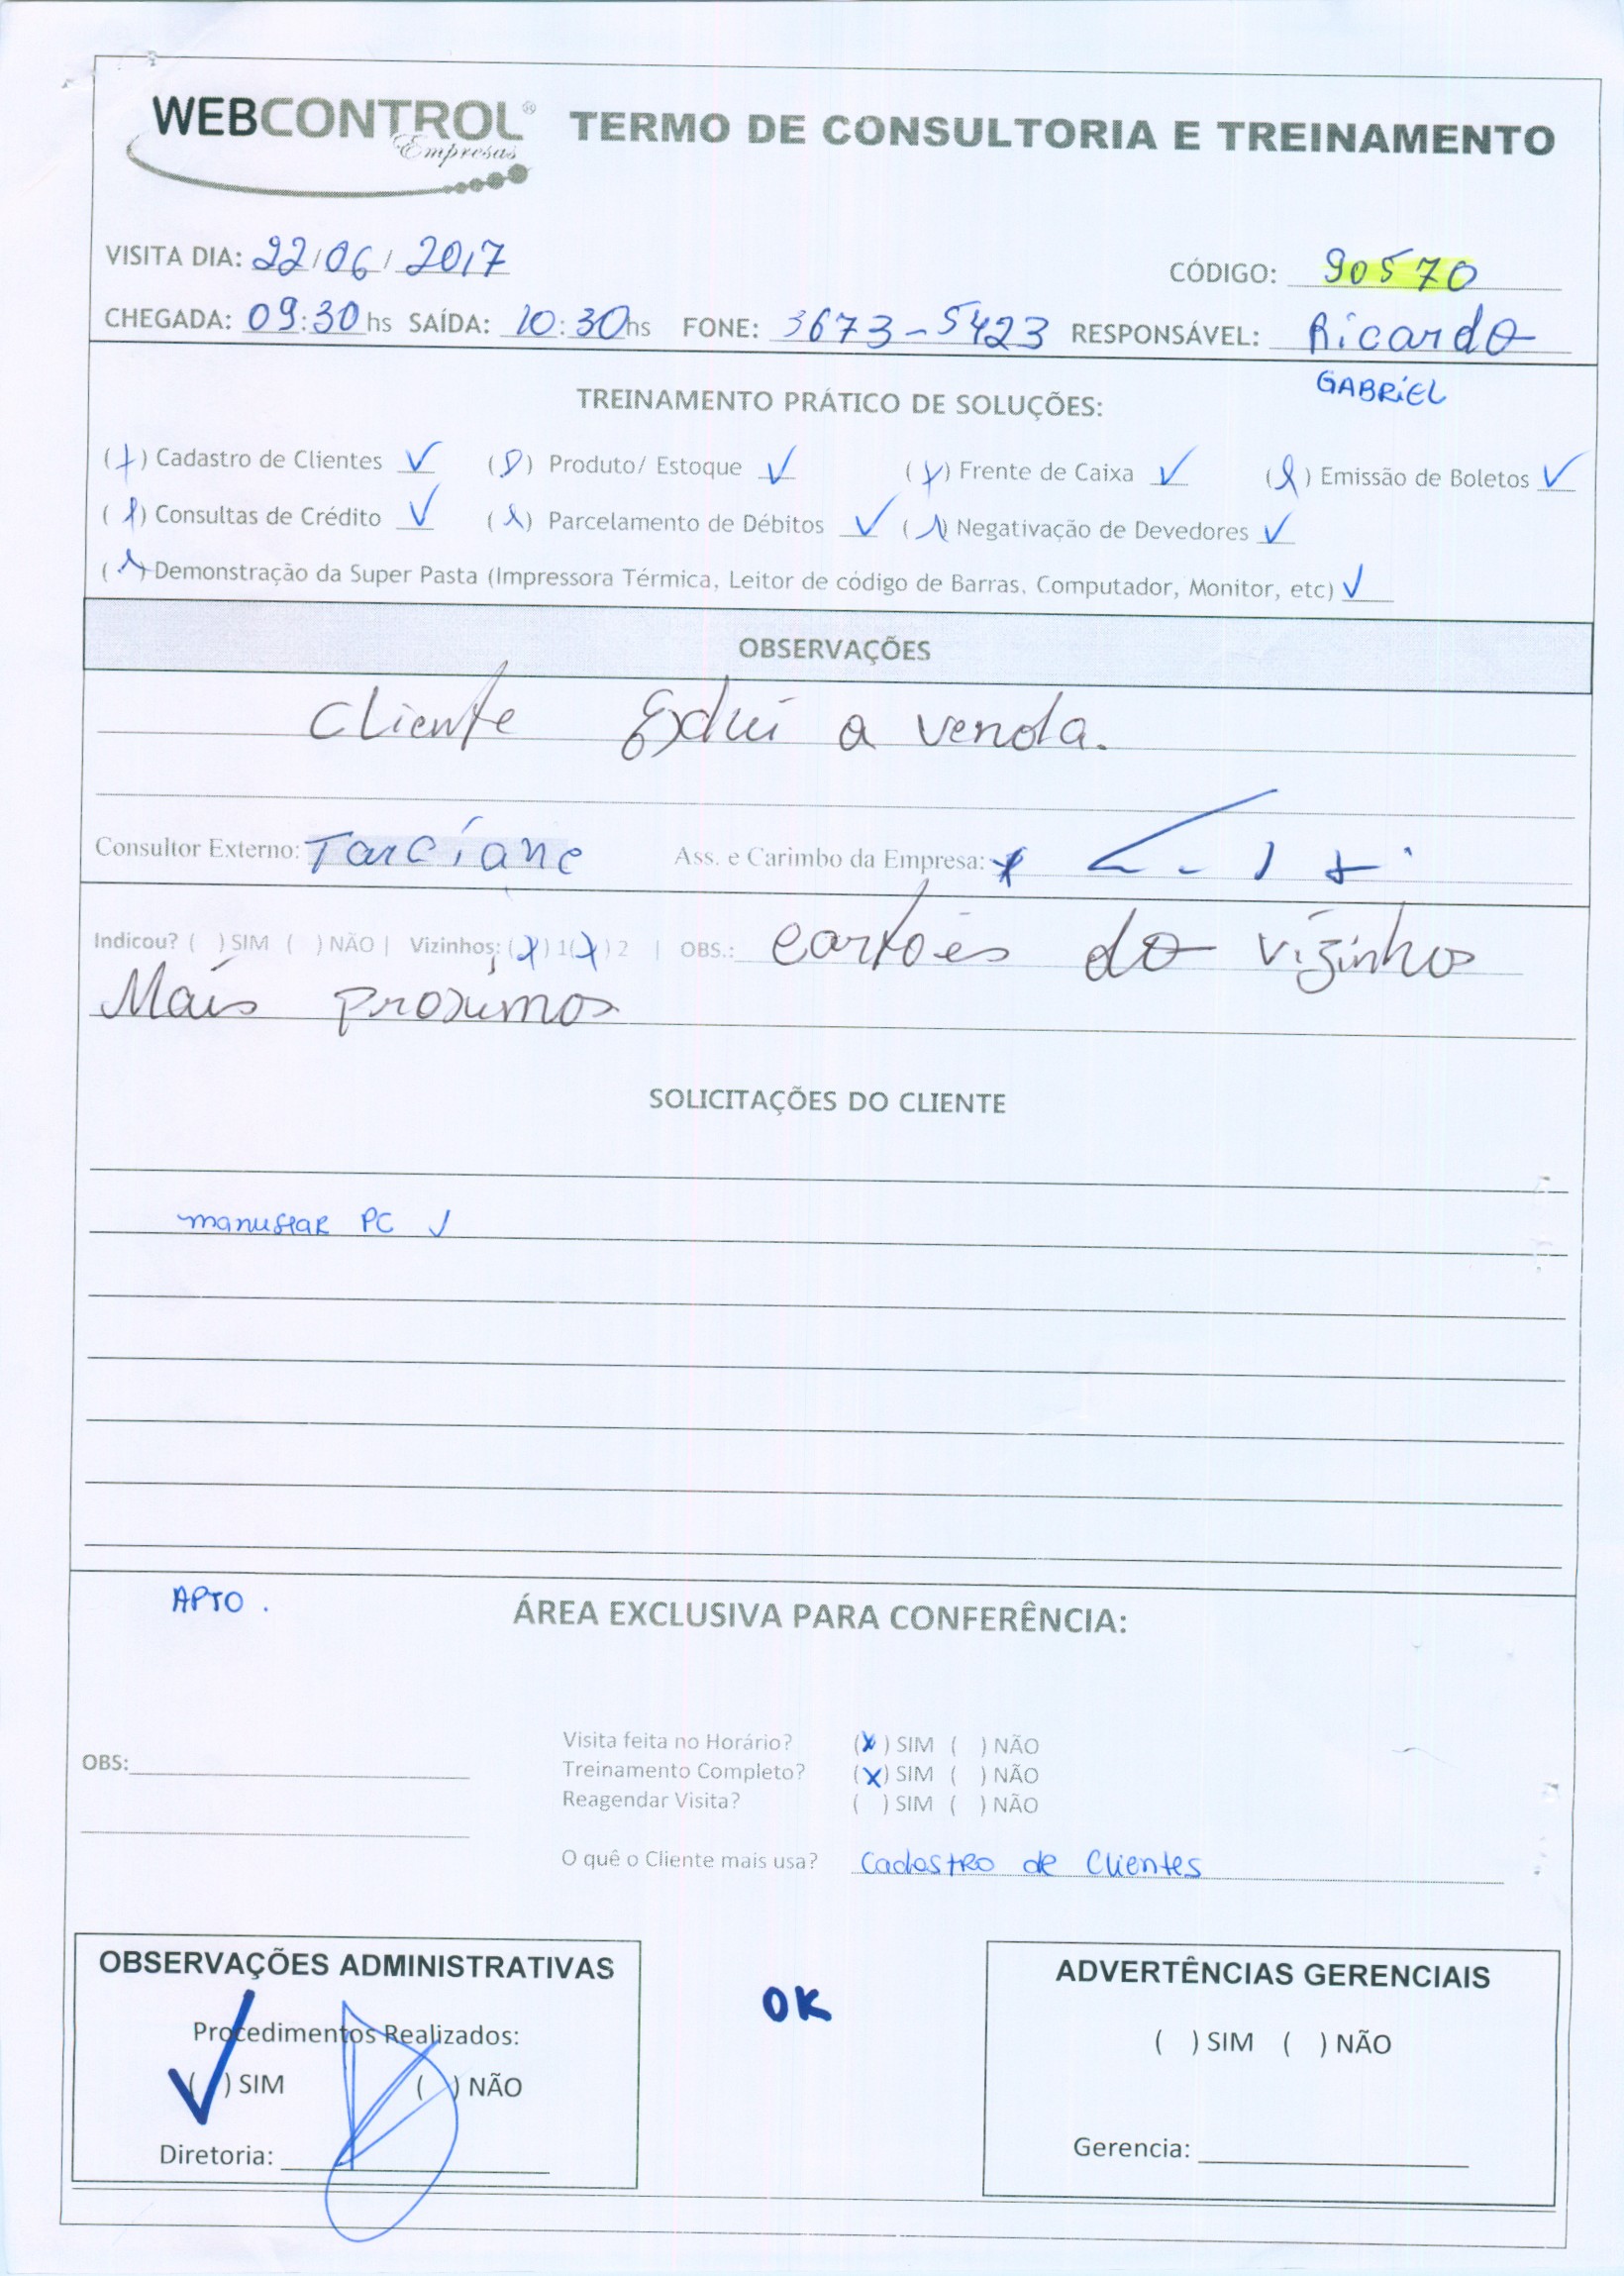 WEBCONTROL® Empresas TERMO DE CONSULTORIA E TREINAMENTO
VISITA DIA: 22/06/2017 CÓDIGO: 90570
CHEGADA: 09:30 hs SAÍDA: 10:30 hs FONE: 3673-5423 RESPONSÁVEL: Ricardo
GABRIEL
TREINAMENTO PRÁTICO DE SOLUÇÕES:
(X) Cadastro de Clientes ✓ (X) Produto/ Estoque ✓ (X) Frente de Caixa ✓ (X) Emissão de Boletos ✓
(X) Consultas de Crédito ✓ (X) Parcelamento de Débitos ✓ (X) Negativação de Devedores ✓
(X) Demonstração da Super Pasta (Impressora Térmica, Leitor de código de Barras, Computador, Monitor, etc) ✓
OBSERVAÇÕES
Cliente a venda.
Consultor Externo: Tarciane Ass. e Carimbo da Empresa: x
Indicou? ( ) SIM ( ) NÃO | Vizinhos: (X) 1 (X) 2 | OBS.: cartões do vizinhos
Mais proximos
SOLICITAÇÕES DO CLIENTE
PC ✓
APTO.
ÁREA EXCLUSIVA PARA CONFERÊNCIA:
Visita feita no Horário? (X) SIM ( ) NÃO
OBS: Treinamento Completo? (X) SIM ( ) NÃO
Reagendar Visita? ( ) SIM ( ) NÃO
O quê o Cliente mais usa? Cadastro de Clientes
OBSERVAÇÕES ADMINISTRATIVAS
Procedimentos Realizados:
(✓) SIM ( ) NÃO
Diretoria:
OK
ADVERTÊNCIAS GERENCIAIS
( ) SIM ( ) NÃO
Gerencia: